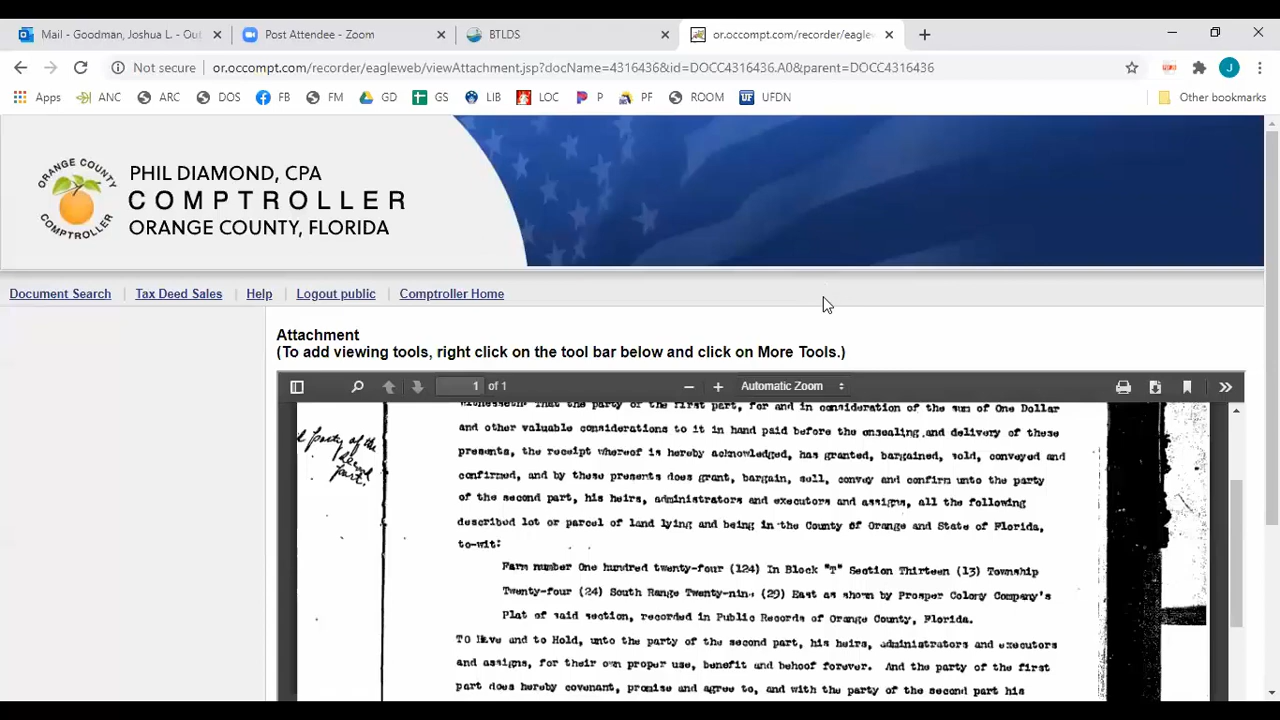 Mail - Goodman, Joshua L. - Out
Post Attendee - Zoom
BTLDS
or.occompt.com/recorder/eaglew
Not secure
or.occompt.com/recorder/eagleweb/viewAttachment.jsp?docName=4316436&id=DOCC4316436.A0&parent=DOCC4316436
J
Apps ANC ARC DOS FB FM GD GS LIB LOC P PF ROOM UFDN Other bookmarks
ORANGE COUNTY
COMPTROLLER
PHIL DIAMOND, CPA
COMPTROLLER
ORANGE COUNTY, FLORIDA
Document Search Tax Deed Sales Help Logout public Comptroller Home
Attachment
(To add viewing tools, right click on the tool bar below and click on More Tools.)
1 of 1 Automatic Zoom
Witnesseth: That the party of the first part, for and in consideration of the sum of One Dollar
and other valuable considerations to it in hand paid before the ensealing and delivery of these
presents, the receipt whereof is hereby acknowledged, has granted, bargained, sold, conveyed and
confirmed, and by these presents does grant, bargain, sell, convey and confirm unto the party
of the second part, his heirs, administrators and executors and assigns, all the following
described lot or parcel of land lying and being in the County of Orange and State of Florida,
to-wit:
Farm number One hundred twenty-four (124) In Block "T" Section Thirteen (13) Township
Twenty-four (24) South Range Twenty-nine (29) East as shown by Prosper Colony Company's
Plat of said section, recorded in Public Records of Orange County, Florida.
TO Have and to Hold, unto the party of the second part, his heirs, administrators and executors
and assigns, for their own proper use, benefit and behoof forever. And the party of the first
part does hereby covenant, promise and agree to, and with the party of the second part his
party of the
part.